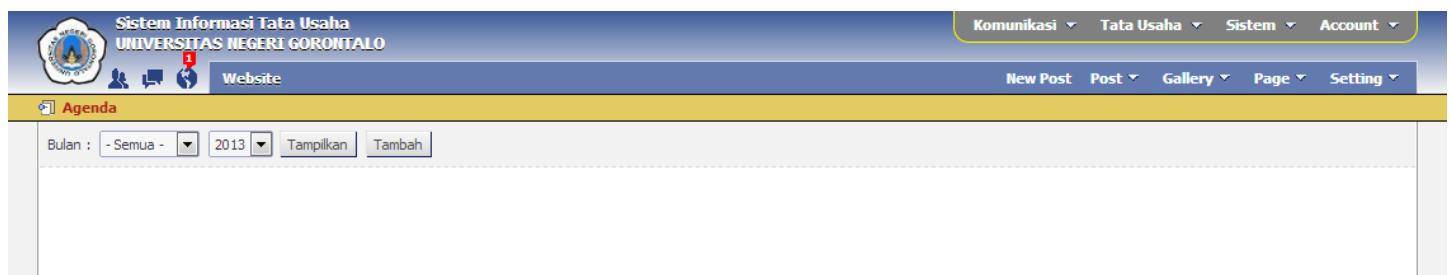 Sistem Informasi Tata Usaha
UNIVERSITAS NEGERI GORONTALO
Komunikasi Tata Usaha Sistem Account
1
Website
New Post Post Gallery Page Setting
Agenda
Bulan : - Semua - 2013 Tampilkan Tambah